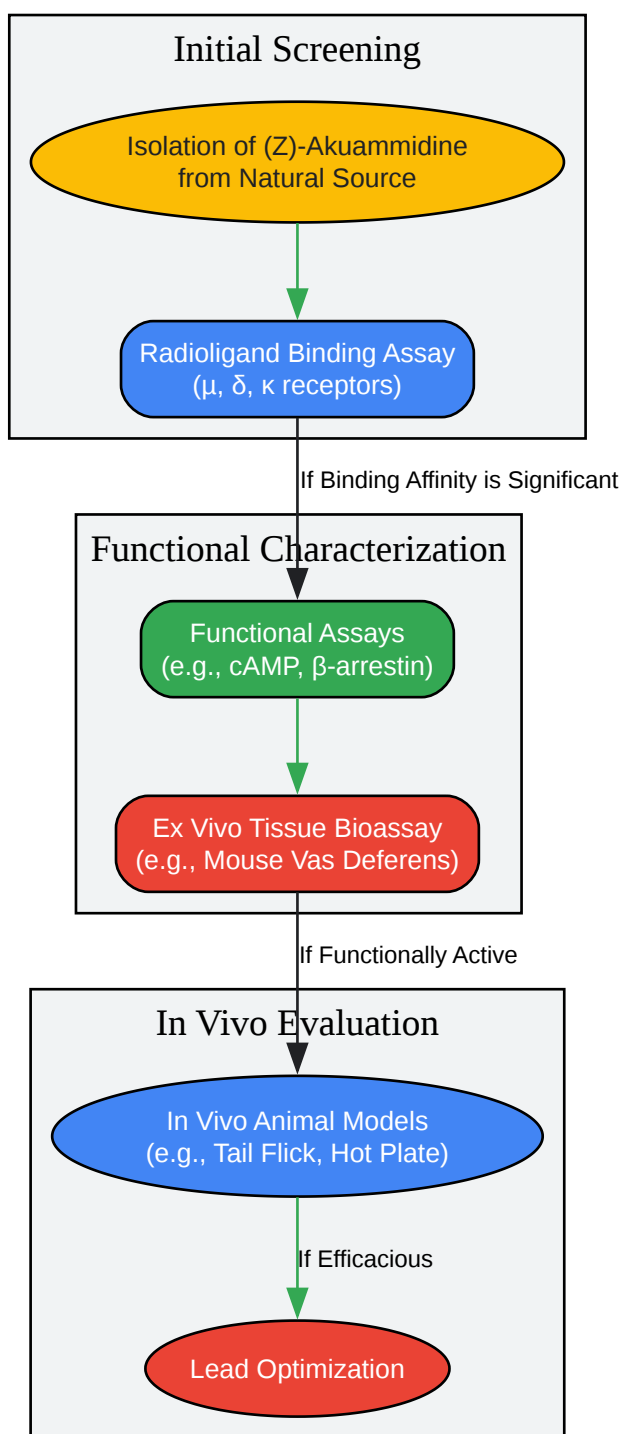 Initial Screening
Isolation of (Z)-Akuammidine
from Natural Source
Radioligand Binding Assay
(μ, δ, κ receptors)
If Binding Affinity is Significant
Functional Characterization
Functional Assays
(e.g., cAMP, β-arrestin)
Ex Vivo Tissue Bioassay
(e.g., Mouse Vas Deferens)
If Functionally Active
In Vivo Evaluation
In Vivo Animal Models
(e.g., Tail Flick, Hot Plate)
If Efficacious
Lead Optimization